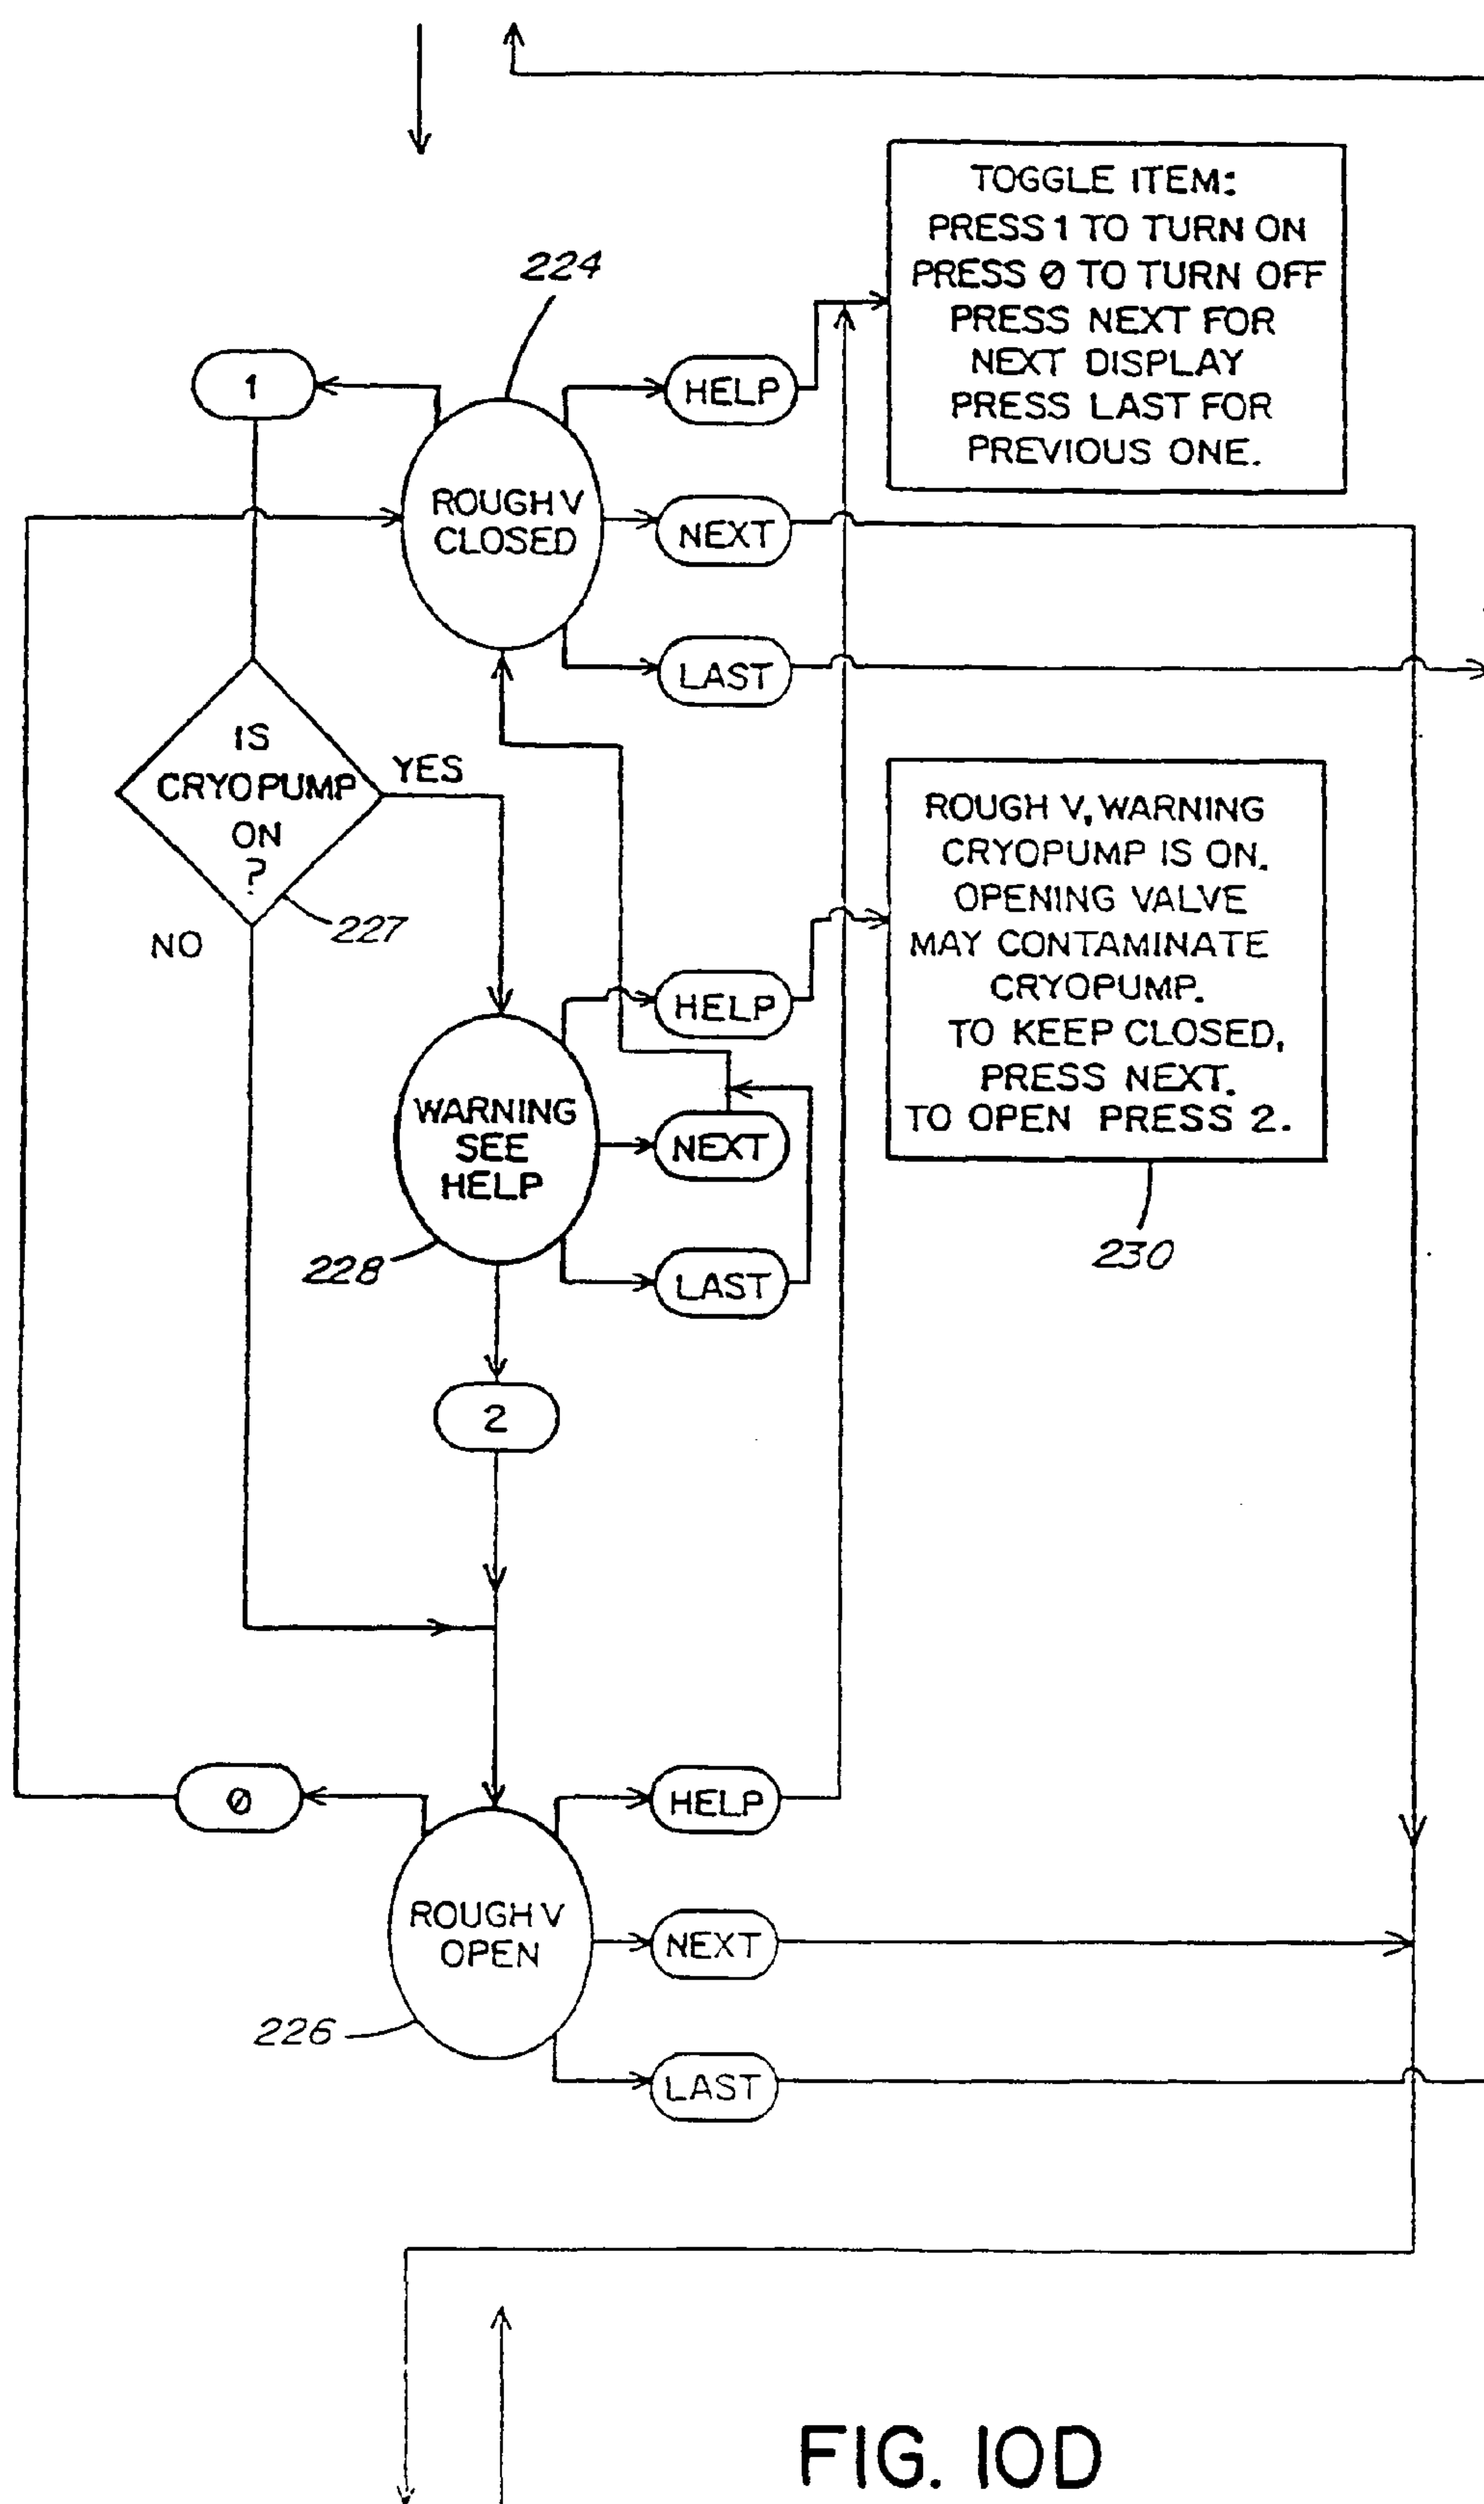 TOGGLE ITEM:
PRESS 1 TO TURN ON
PRESS 0 TO TURN OFF
PRESS NEXT FOR
NEXT DISPLAY
PRESS LAST FOR
PREVIOUS ONE.
224
1
HELP
ROUGH V
CLOSED
NEXT
LAST
IS
CRYOPUMP
ON
?
YES
NO
227
ROUGH V, WARNING
CRYOPUMP IS ON.
OPENING VALVE
MAY CONTAMINATE
CRYOPUMP.
TO KEEP CLOSED,
PRESS NEXT.
TO OPEN PRESS 2.
230
HELP
WARNING
SEE
HELP
NEXT
228
LAST
2
0
HELP
ROUGH V
OPEN
NEXT
226
LAST
FIG. 10D